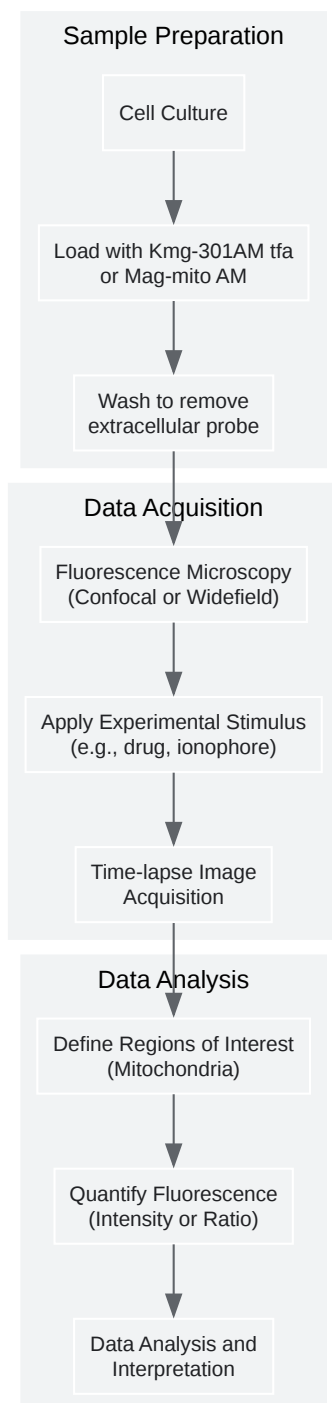 Sample Preparation
Cell Culture
Load with Kmg-301AM tfa
or Mag-mito AM
Wash to remove
extracellular probe
Data Acquisition
Fluorescence Microscopy
(Confocal or Widefield)
Apply Experimental Stimulus
(e.g., drug, ionophore)
Time-lapse Image
Acquisition
Data Analysis
Define Regions of Interest
(Mitochondria)
Quantify Fluorescence
(Intensity or Ratio)
Data Analysis and
Interpretation